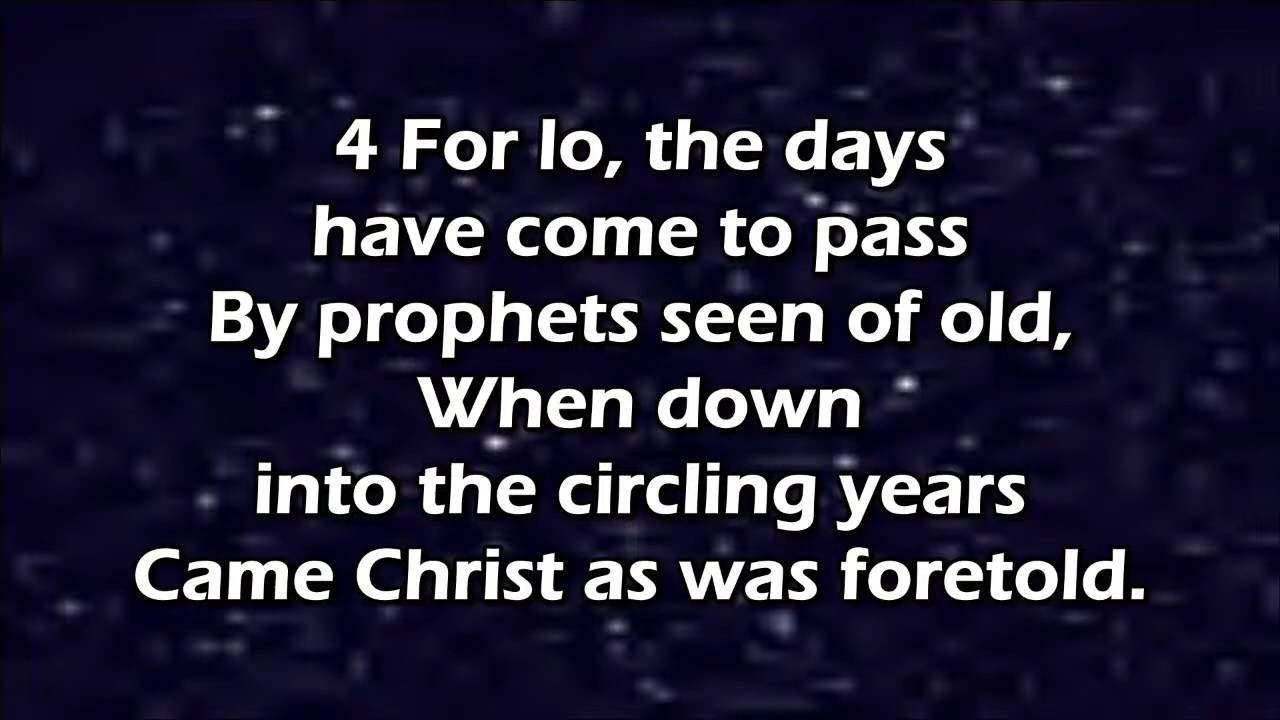 4 For lo, the days
have come to pass
By prophets seen of old,
When down
into the circling years
Came Christ as was foretold.